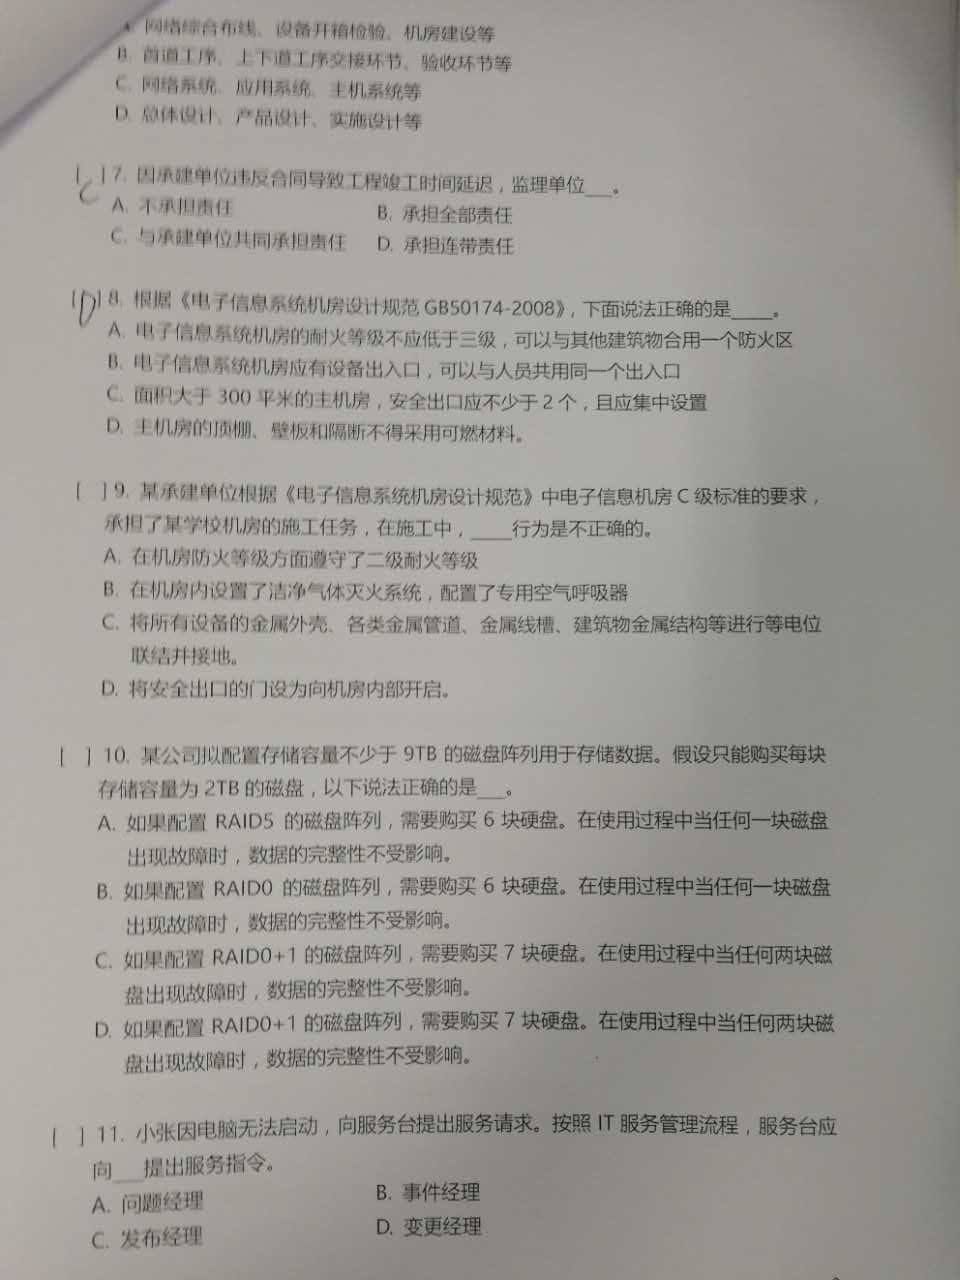 A. 网络综合布线、设备开箱检验、机房建设等
B. 首道工序、上下道工序交接环节、验收环节等
C. 网络系统、应用系统、主机系统等
D. 总体设计、产品设计、实施设计等
[C] 7. 因承建单位违反合同导致工程竣工时间延迟，监理单位___。
A. 不承担责任 B. 承担全部责任
C. 与承建单位共同承担责任 D. 承担连带责任
[D] 8. 根据《电子信息系统机房设计规范 GB50174-2008》，下面说法正确的是____。
A. 电子信息系统机房的耐火等级不应低于三级，可以与其他建筑物合用一个防火区
B. 电子信息系统机房应有设备出入口，可以与人员共用同一个出入口
C. 面积大于 300 平米的主机房，安全出口应不少于 2 个，且应集中设置
D. 主机房的顶棚、壁板和隔断不得采用可燃材料。
[ ] 9. 某承建单位根据《电子信息系统机房设计规范》中电子信息机房 C 级标准的要求，
承担了某学校机房的施工任务，在施工中，____行为是不正确的。
A. 在机房防火等级方面遵守了二级耐火等级
B. 在机房内设置了洁净气体灭火系统，配置了专用空气呼吸器
C. 将所有设备的金属外壳、各类金属管道、金属线槽、建筑物金属结构等进行等电位
联结并接地。
D. 将安全出口的门设为向机房内部开启。
[ ] 10. 某公司拟配置存储容量不少于 9TB 的磁盘阵列用于存储数据。假设只能购买每块
存储容量为 2TB 的磁盘，以下说法正确的是___。
A. 如果配置 RAID5 的磁盘阵列，需要购买 6 块硬盘。在使用过程中当任何一块磁盘
出现故障时，数据的完整性不受影响。
B. 如果配置 RAID0 的磁盘阵列，需要购买 6 块硬盘。在使用过程中当任何一块磁盘
出现故障时，数据的完整性不受影响。
C. 如果配置 RAID0+1 的磁盘阵列，需要购买 7 块硬盘。在使用过程中当任何两块磁
盘出现故障时，数据的完整性不受影响。
D. 如果配置 RAID0+1 的磁盘阵列，需要购买 7 块硬盘。在使用过程中当任何两块磁
盘出现故障时，数据的完整性不受影响。
[ ] 11. 小张因电脑无法启动，向服务台提出服务请求。按照 IT 服务管理流程，服务台应
向___提出服务指令。
A. 问题经理 B. 事件经理
C. 发布经理 D. 变更经理